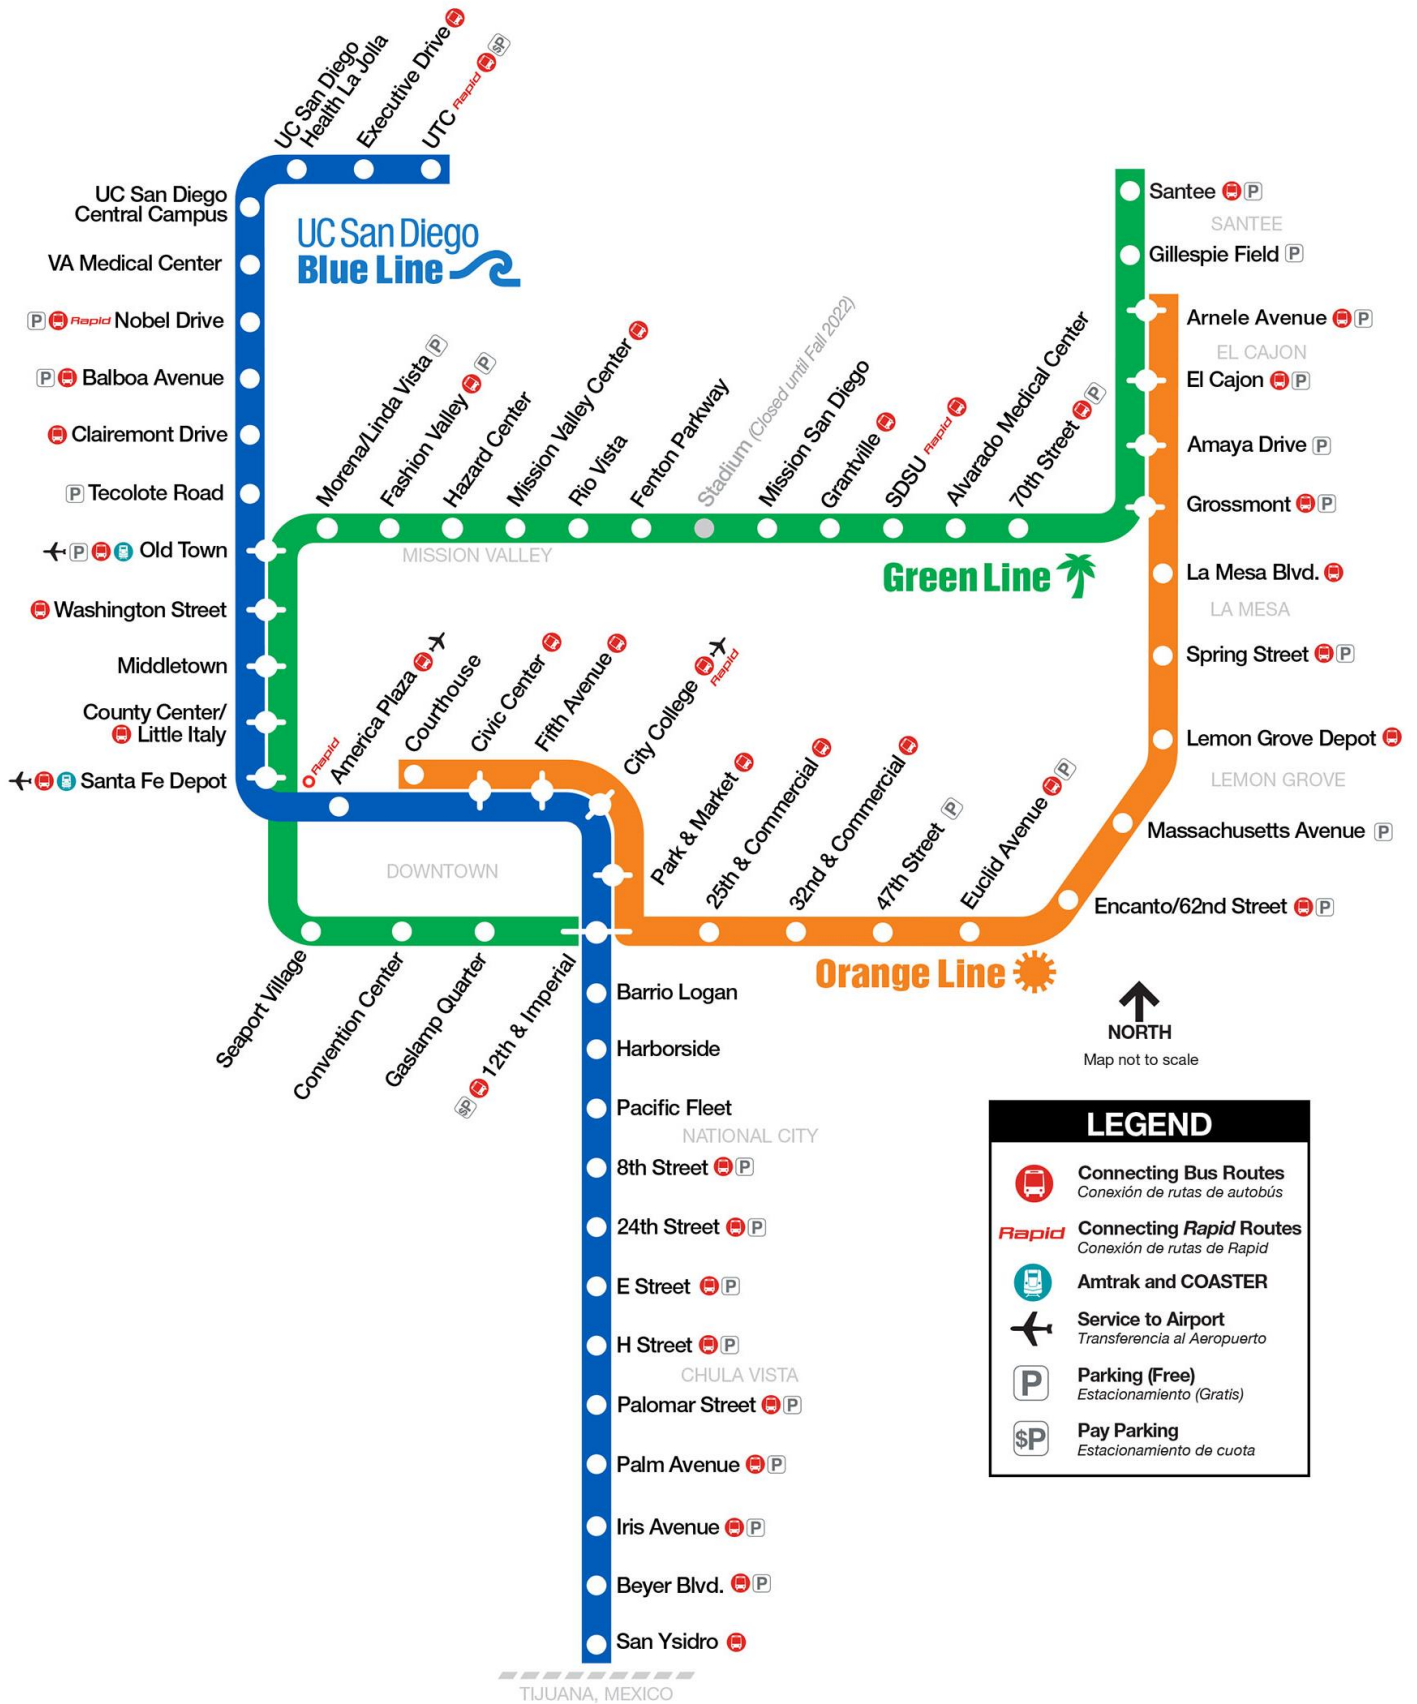 UC San Diego
Health La Jolla
Executive Drive
UTC Rapid $P
UC San Diego
Central Campus
VA Medical Center
P Rapid Nobel Drive
P Balboa Avenue
Clairemont Drive
P Tecolote Road
P Old Town
Washington Street
Middletown
County Center/
Little Italy
Santa Fe Depot
UC San Diego
Blue Line
Morena/Linda Vista P
Fashion Valley P
Hazard Center
Mission Valley Center
Rio Vista
Fenton Parkway
Stadium (Closed until Fall 2022)
Mission San Diego
Grantville
SDSU Rapid
Alvarado Medical Center
70th Street P
MISSION VALLEY
Green Line
Santee P
SANTEE
Gillespie Field P
Arnele Avenue P
EL CAJON
El Cajon P
Amaya Drive P
Grossmont P
La Mesa Blvd.
LA MESA
Spring Street P
Lemon Grove Depot
LEMON GROVE
Massachusetts Avenue P
Encanto/62nd Street P
Rapid
America Plaza
Courthouse
Civic Center
Fifth Avenue
City College
Rapid
Park & Market
25th & Commercial
32nd & Commercial
47th Street P
Euclid Avenue P
DOWNTOWN
Orange Line
Seaport Village
Convention Center
Gaslamp Quarter
$P 12th & Imperial
Barrio Logan
Harborside
Pacific Fleet
NATIONAL CITY
8th Street P
24th Street P
E Street P
H Street P
CHULA VISTA
Palomar Street P
Palm Avenue P
Iris Avenue P
Beyer Blvd. P
San Ysidro
TIJUANA, MEXICO
NORTH
Map not to scale
LEGEND
Connecting Bus Routes
Conexión de rutas de autobús
Rapid Connecting Rapid Routes
Conexión de rutas de Rapid
Amtrak and COASTER
Service to Airport
Transferencia al Aeropuerto
P Parking (Free)
Estacionamiento (Gratis)
$P Pay Parking
Estacionamiento de cuota